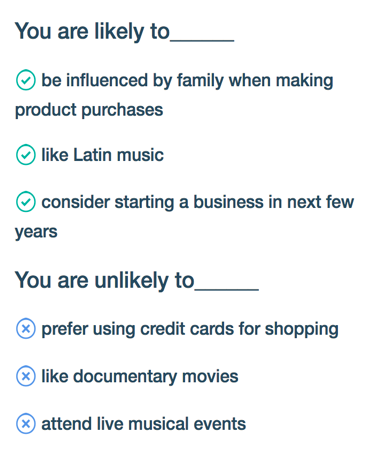 You are likely to______
be influenced by family when making
product purchases
like Latin music
consider starting a business in next few
years
You are unlikely to______
prefer using credit cards for shopping
like documentary movies
attend live musical events